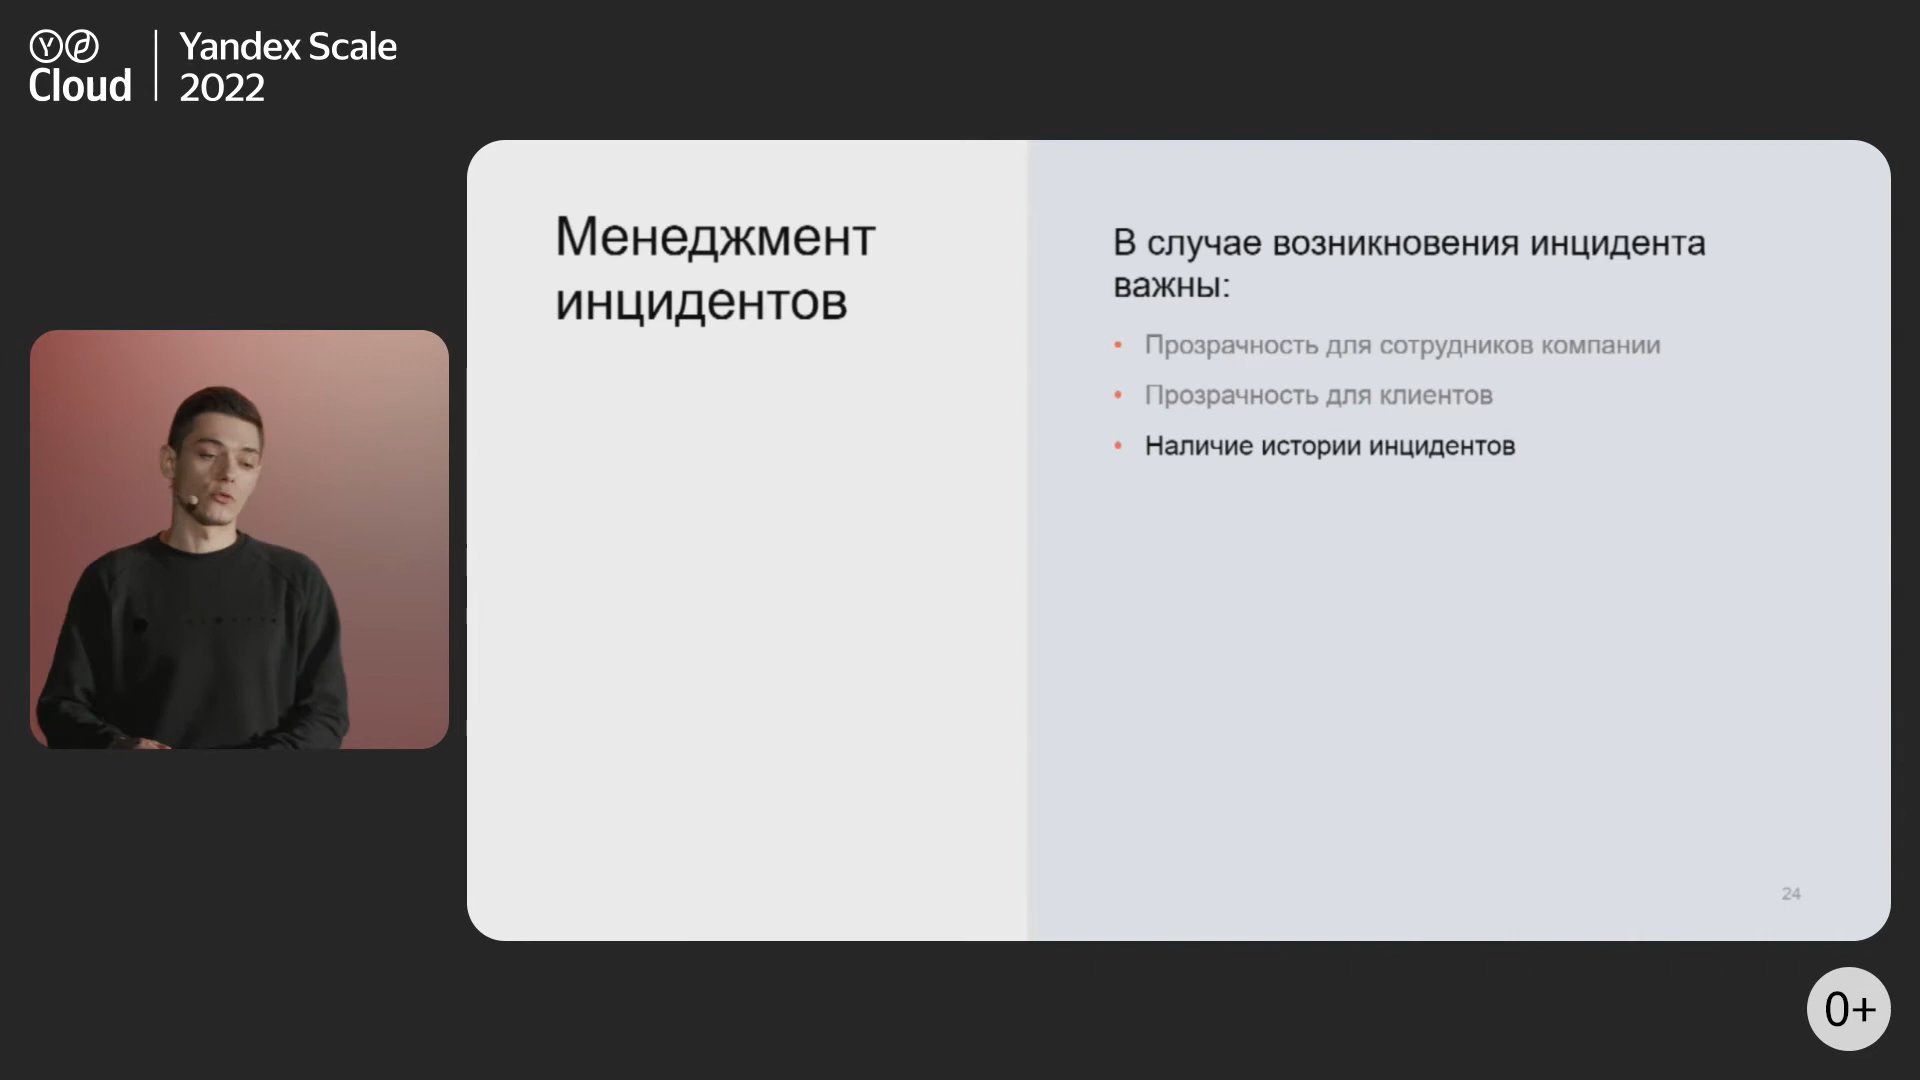 Cloud
Yandex Scale
2022
Менеджмент
инцидентов
В случае возникновения инцидента
важны:
• Прозрачность для сотрудников компании
• Прозрачность для клиентов
• Наличие истории инцидентов
24
0+